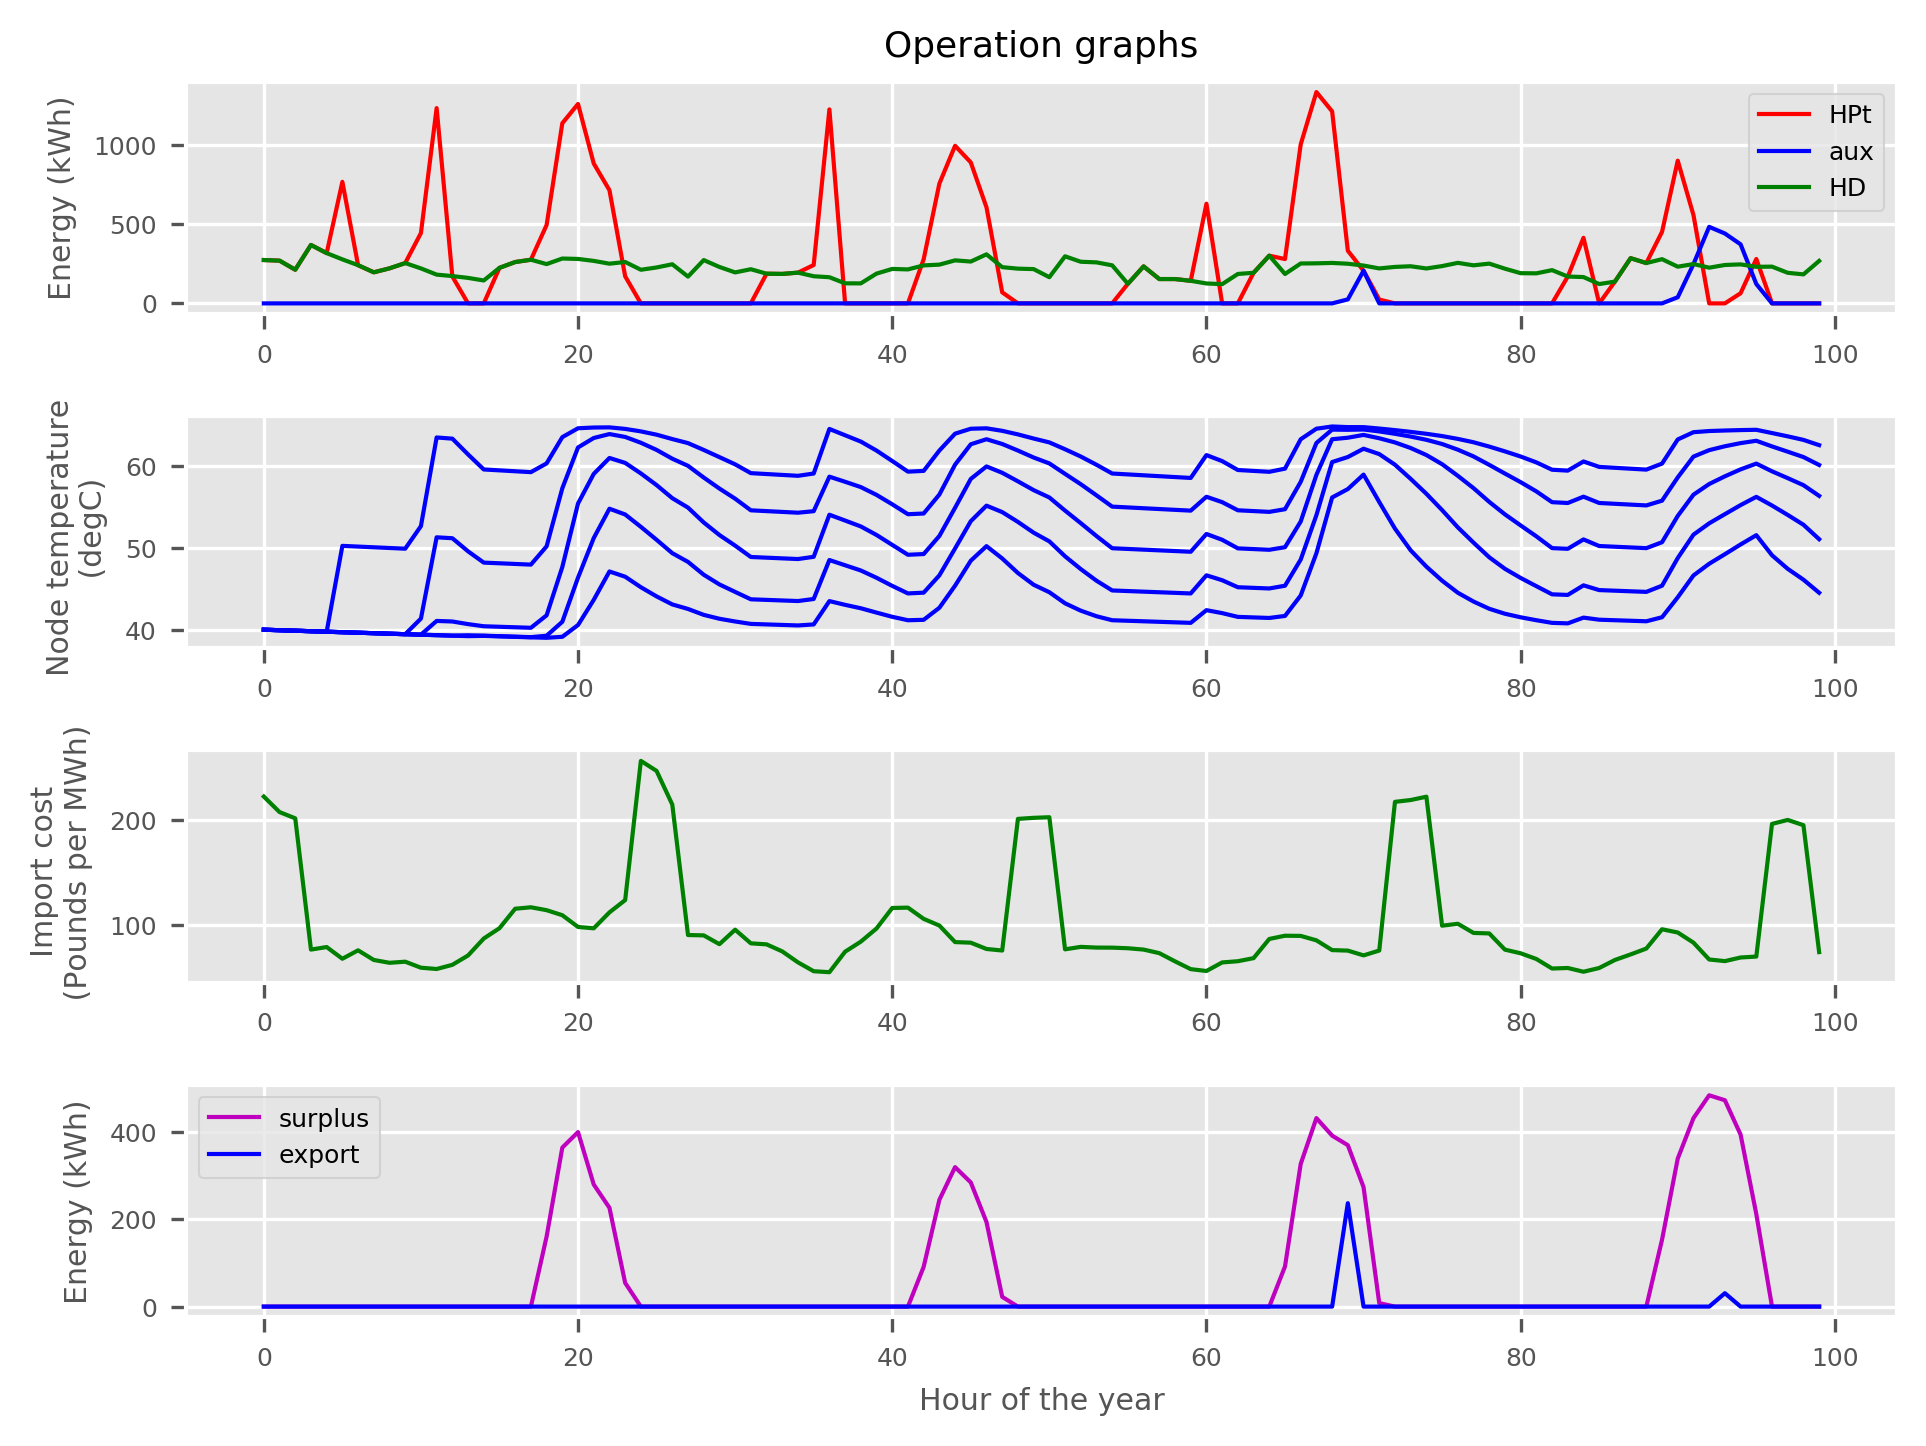 Operation graphs
Energy (kWh)
1000
500
0
HPt
aux
HD
0 20 40 60 80 100
Node temperature
(degC)
60
50
40
0 20 40 60 80 100
Import cost
(Pounds per MWh)
200
100
0 20 40 60 80 100
Energy (kWh)
400
200
0
surplus
export
0 20 40 60 80 100
Hour of the year